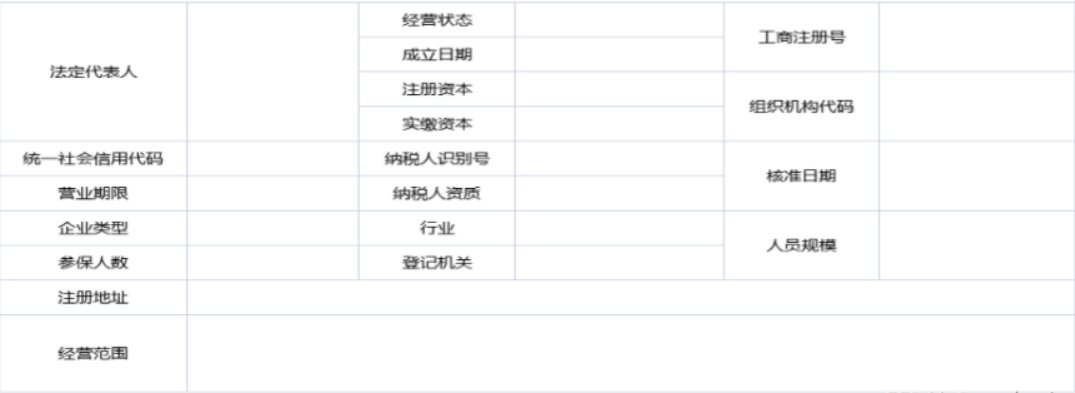 经营状态
工商注册号
成立日期
法定代表人
注册资本
组织机构代码
实缴资本
统一社会信用代码 纳税人识别号
核准日期
营业期限 纳税人资质
企业类型 行业
人员规模
参保人数 登记机关
注册地址
经营范围